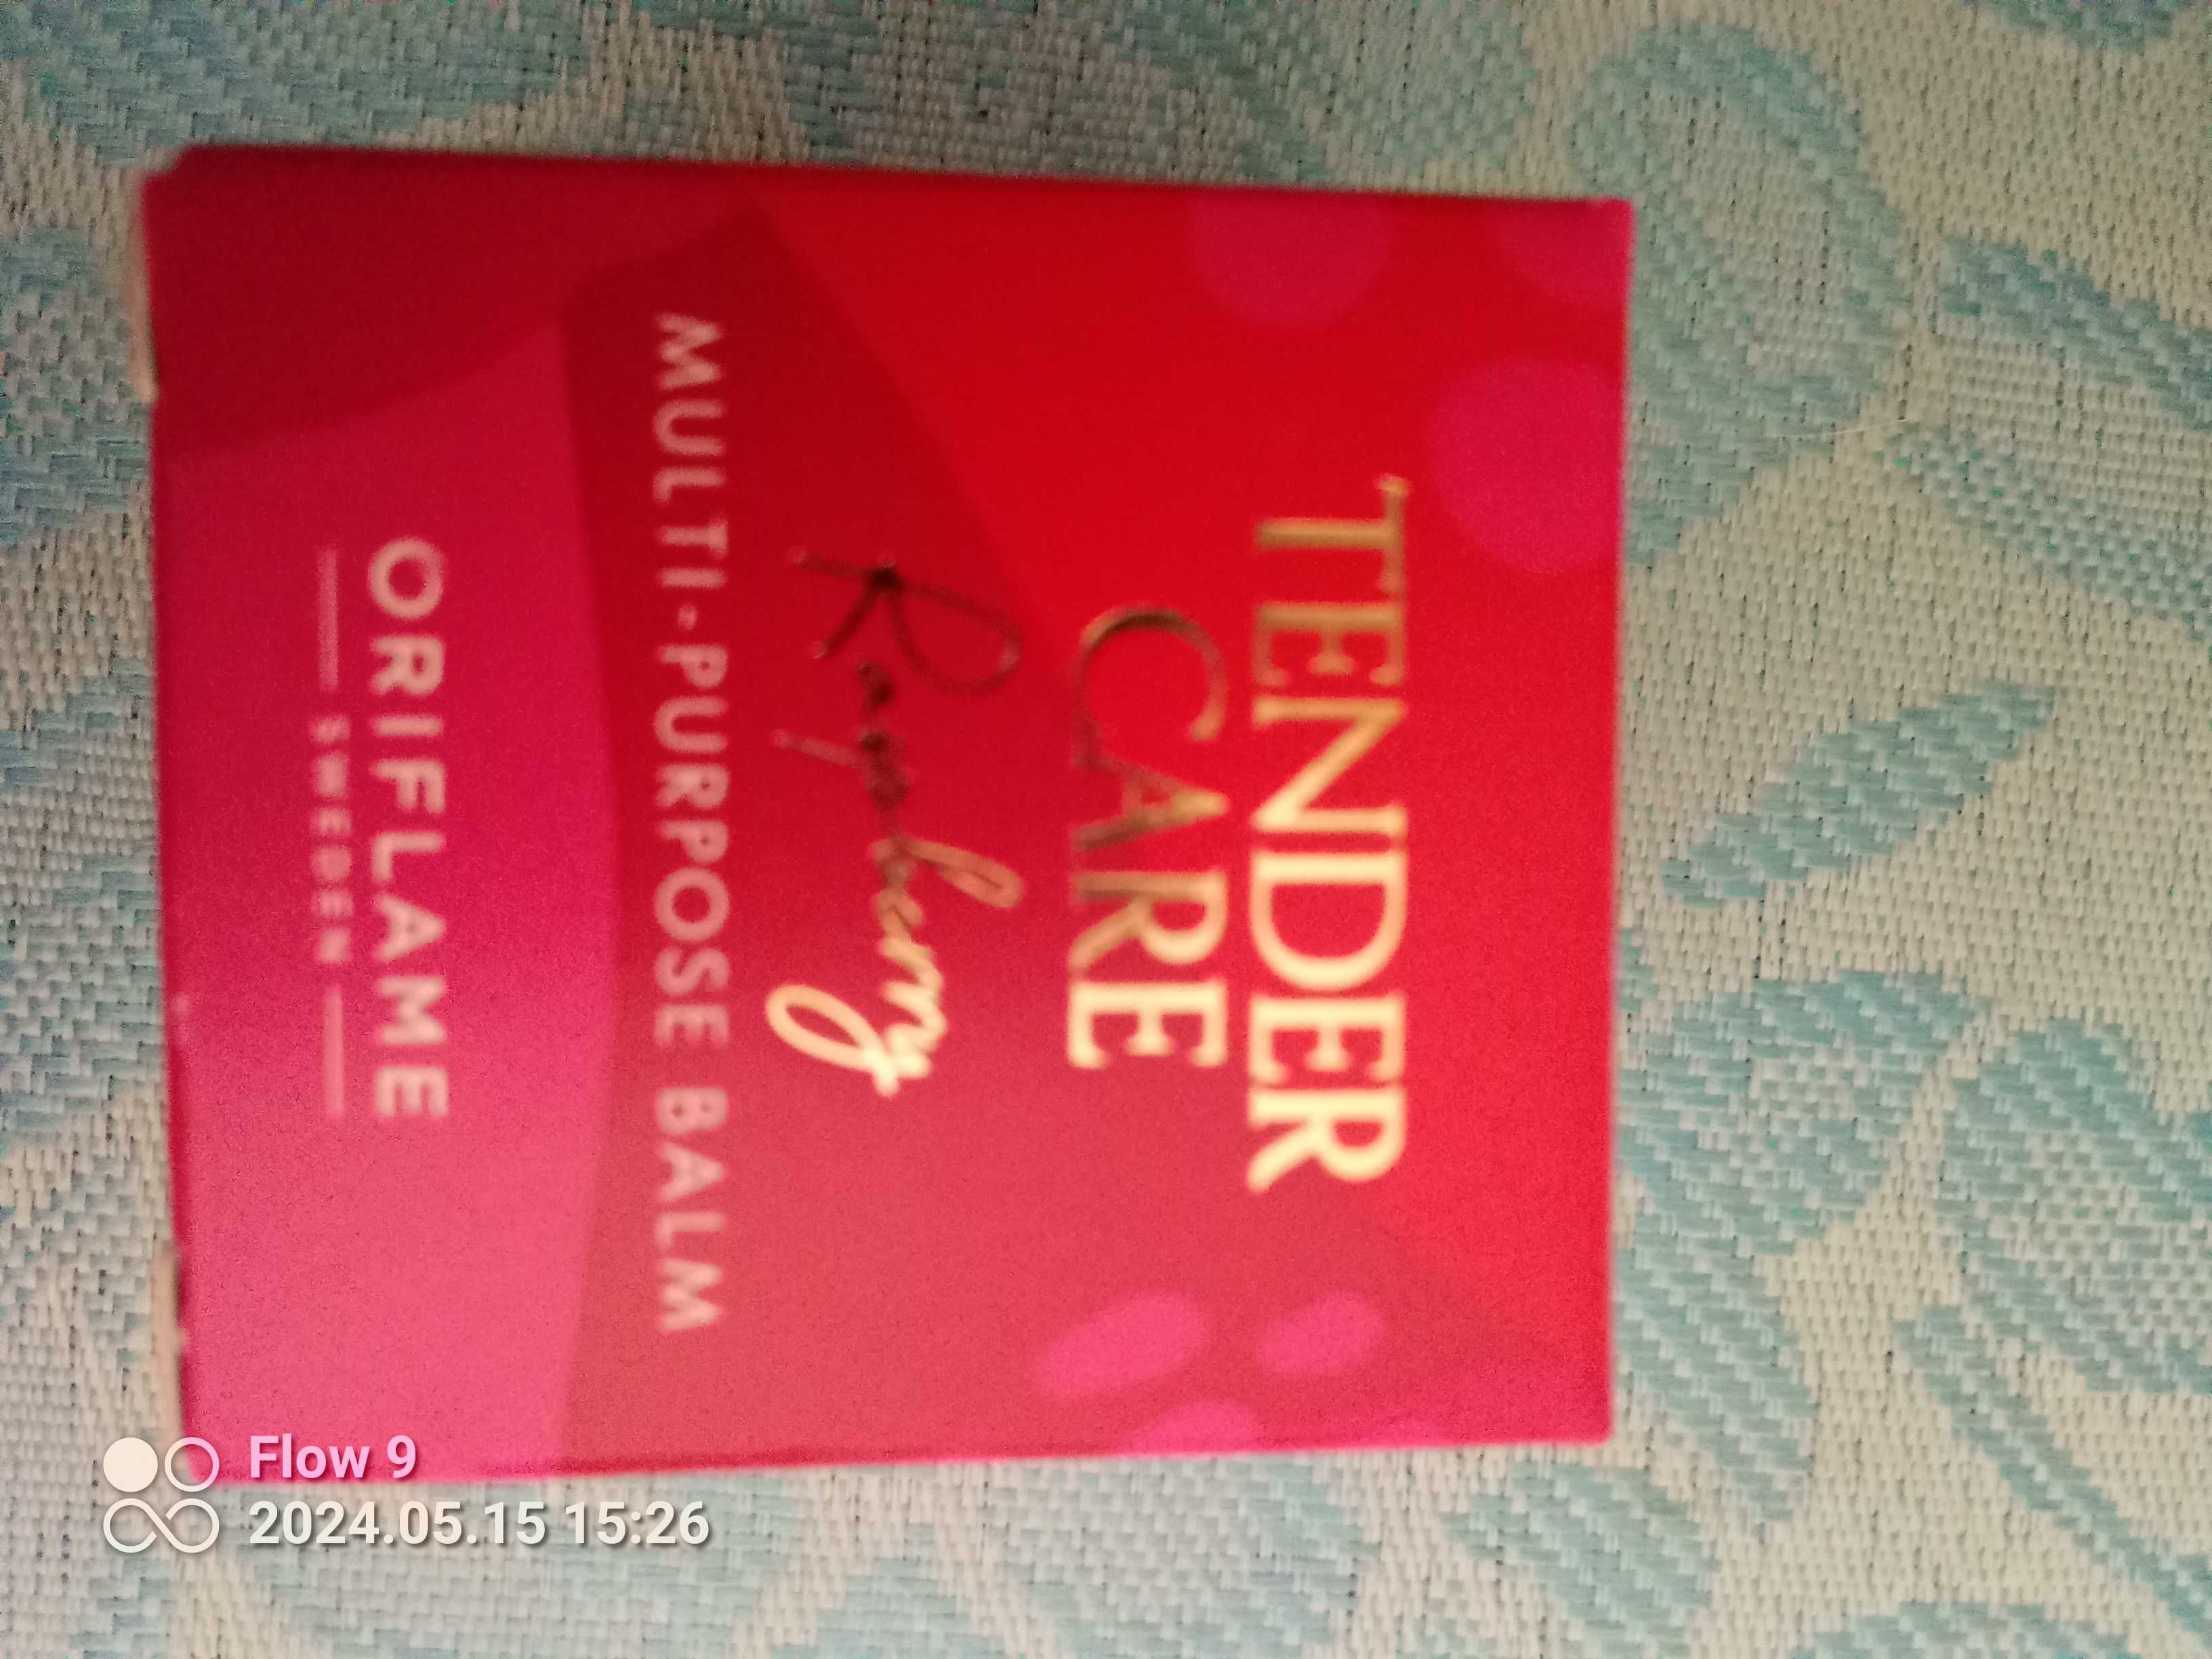 TENDER
CARE
Raspberry
MULTI-PURPOSE BALM
ORIFLAME
SWEDEN
Flow 9
2024.05.15 15:26